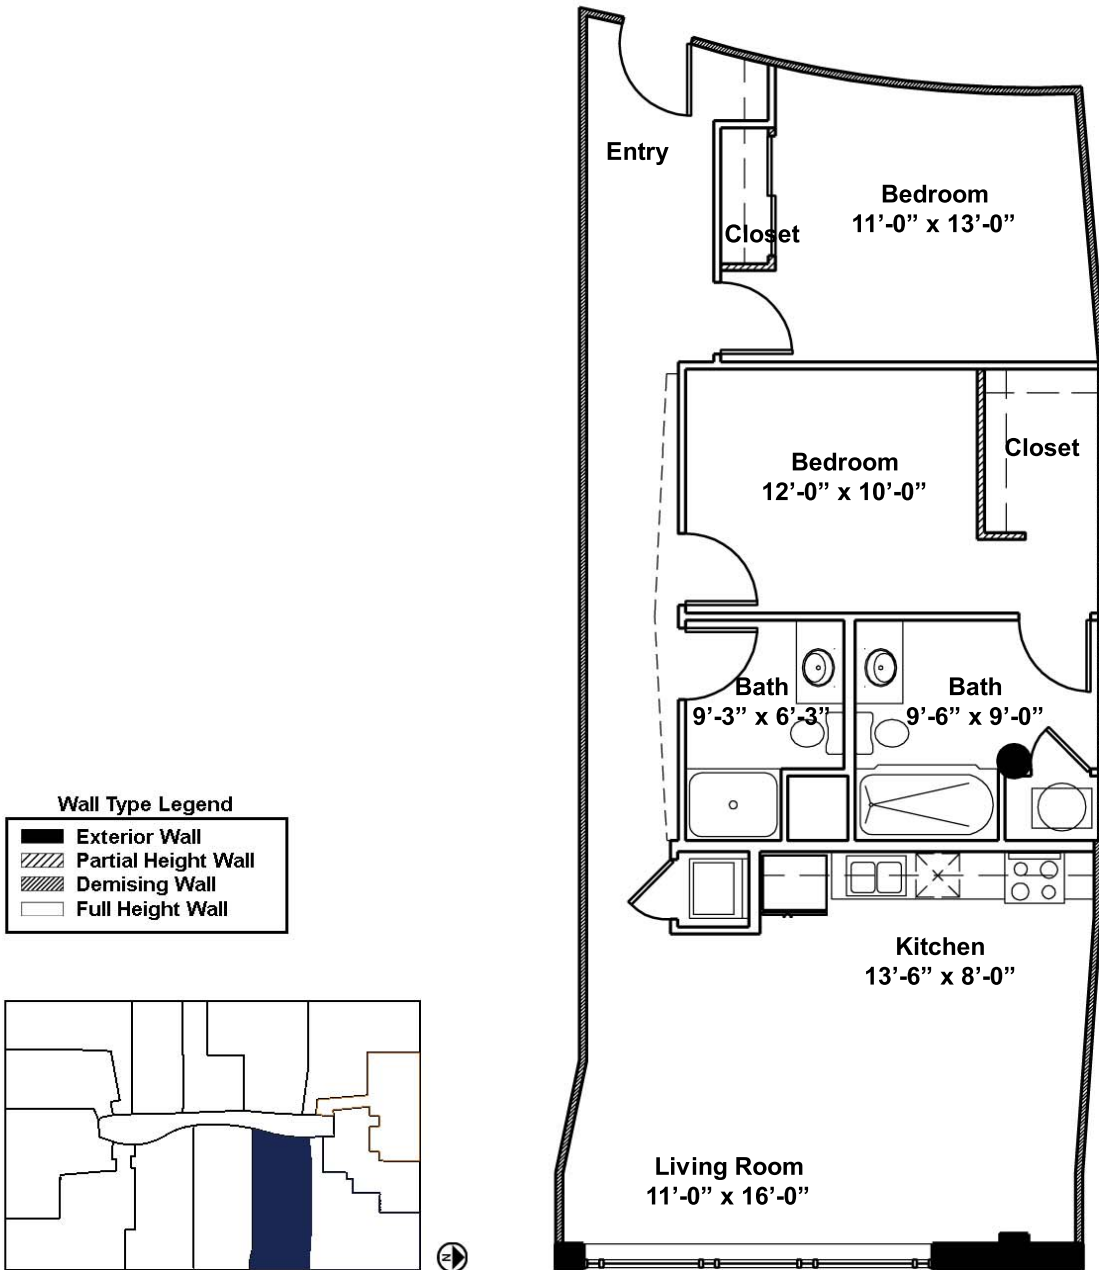 Entry
Bedroom
11’-0” x 13’-0”
Closet
Closet
Bedroom
12’-0” x 10’-0”
Bath
9’-3” x 6’-3”
Bath
9’-6” x 9’-0”
Wall Type Legend
Exterior Wall
Partial Height Wall
Demising Wall
Full Height Wall
Kitchen
13’-6” x 8’-0”
Living Room
11’-0” x 16’-0”
N